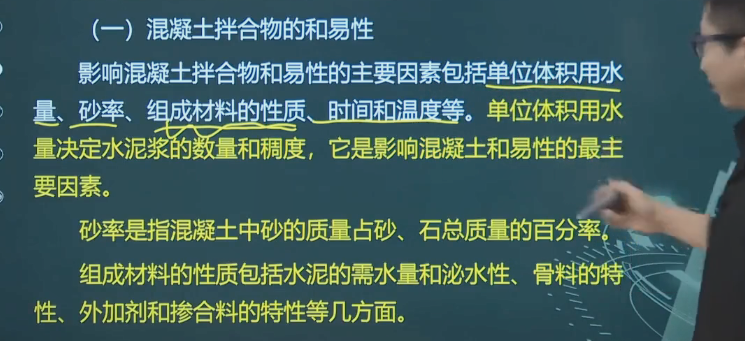 （一）混凝土拌合物的和易性
影响混凝土拌合物和易性的主要因素包括单位体积用水
量、砂率、组成材料的性质、时间和温度等。单位体积用水
量决定水泥浆的数量和稠度，它是影响混凝土和易性的最主
要因素。
砂率是指混凝土中砂的质量占砂、石总质量的百分率。
组成材料的性质包括水泥的需水量和泌水性、骨料的特
性、外加剂和掺合料的特性等几方面。